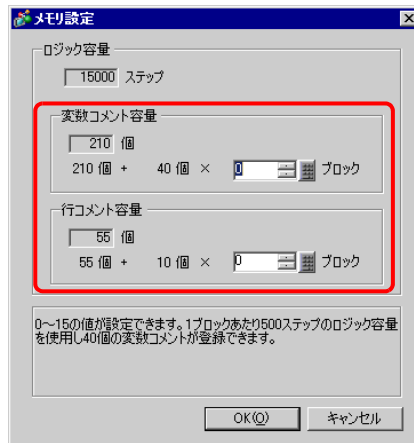 メモリ設定
ロジック容量
15000 ステップ
変数コメント容量
210 個
210 個 + 40 個 × 0 ブロック
行コメント容量
55 個
55 個 + 10 個 × 0 ブロック
0～15の値が設定できます。1ブロックあたり500ステップのロジック容量
を使用し40個の変数コメントが登録できます。
OK(O) キャンセル